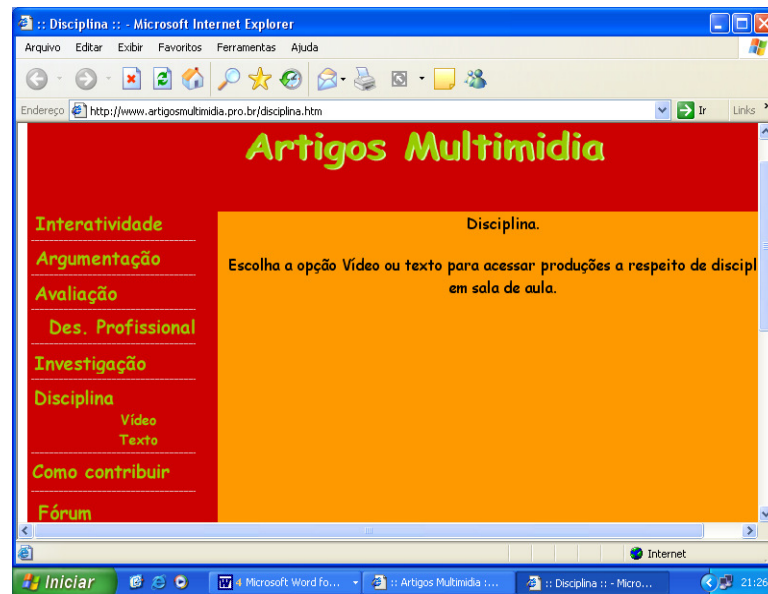 :: Disciplina :: - Microsoft Internet Explorer
Arquivo Editar Exibir Favoritos Ferramentas Ajuda
Endereço http://www.artigosmultimidia.pro.br/disciplina.htm Ir Links
Artigos Multimidia
Interatividade
Argumentação
Avaliação
Des. Profissional
Investigação
Disciplina
Vídeo
Texto
Como contribuir
Fórum
Disciplina.
Escolha a opção Vídeo ou texto para acessar produções a respeito de discipl
em sala de aula.
Internet
Iniciar 4 Microsoft Word fo... :: Artigos Multimidia :... :: Disciplina :: - Micro... 21:26